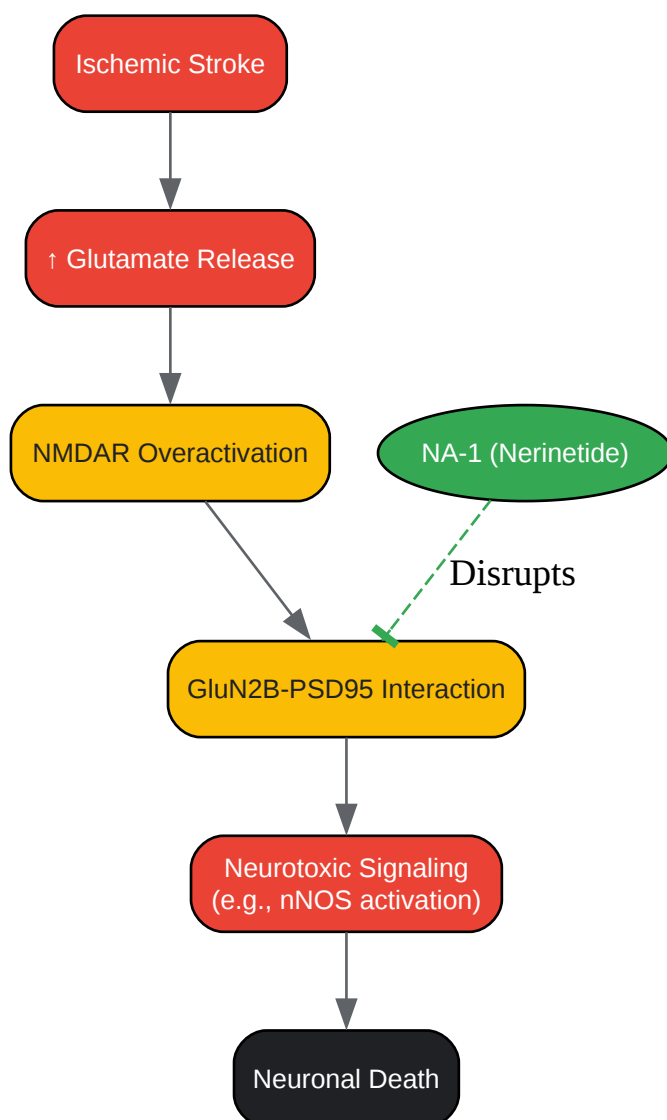 Ischemic Stroke
↑ Glutamate Release
NMDAR Overactivation
NA-1 (Nerinetide)
Disrupts
GluN2B-PSD95 Interaction
Neurotoxic Signaling
(e.g., nNOS activation)
Neuronal Death